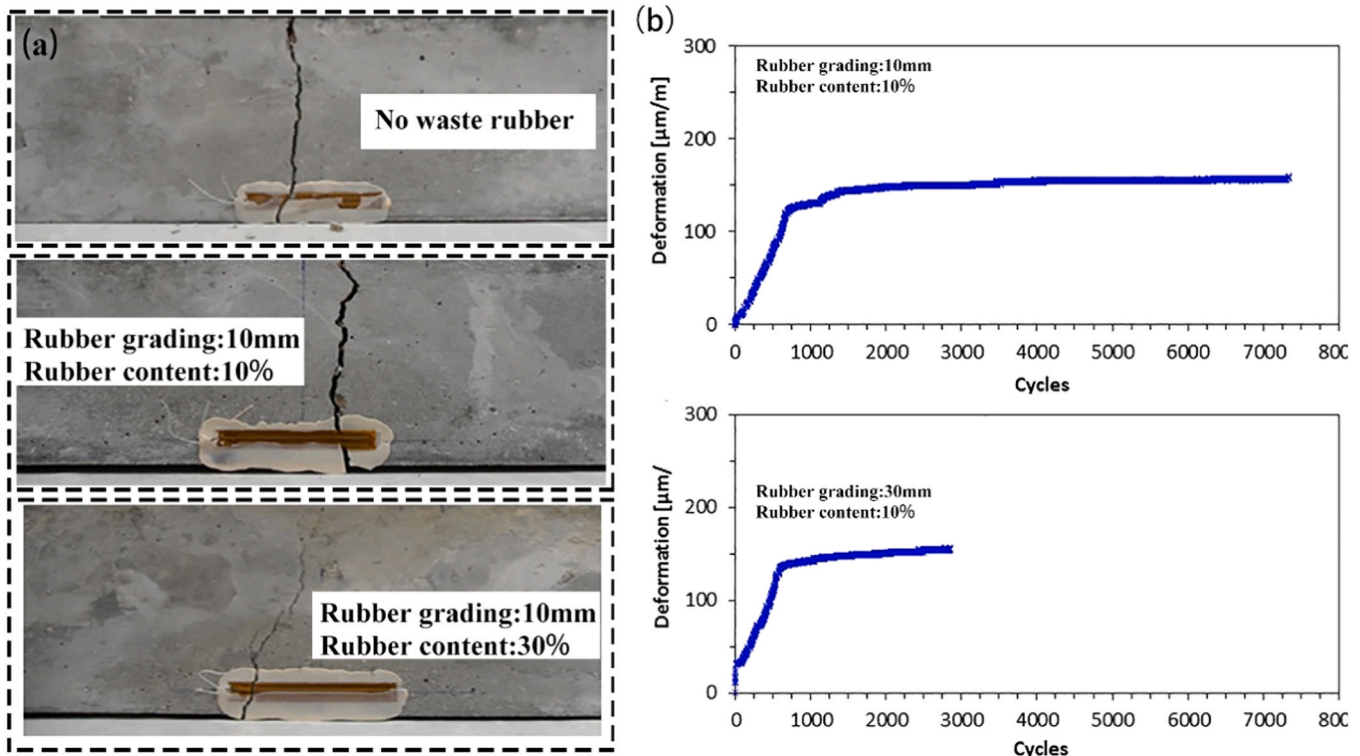 (a)
No waste rubber
Rubber grading:10mm
Rubber content:10%
Rubber grading:10mm
Rubber content:30%
(b)
300
200
100
0
Deformation [µm/m]
Rubber grading:10mm
Rubber content:10%
0 1000 2000 3000 4000 5000 6000 7000 800
Cycles
300
200
100
0
Deformation [µm/
Rubber grading:30mm
Rubber content:10%
0 1000 2000 3000 4000 5000 6000 7000 800
Cycles